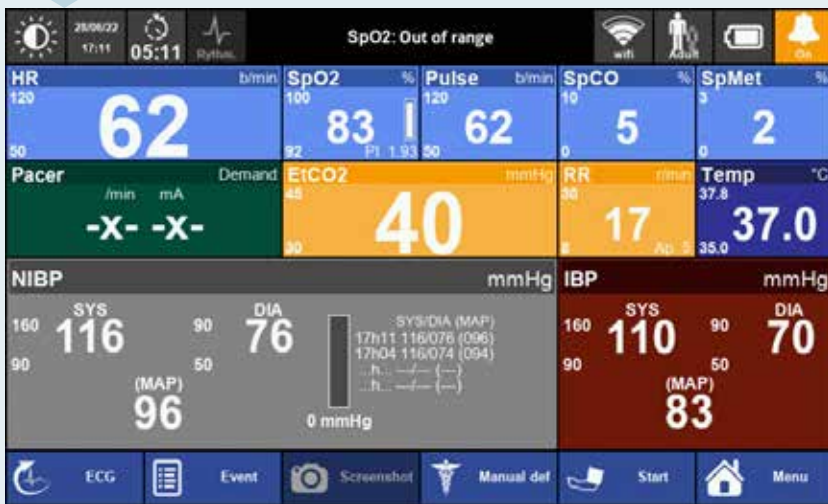 28/08/22
17:11
05:11
Rythm.
SpO2: Out of range
wifi
Adult
On
HR b/min
120
62
50
SpO2 %
100
83
92 PI 1.93
Pulse b/min
120
62
50
SpCO %
10
5
0
SpMet %
3
2
0
Pacer Demand
/min mA
-x- -x-
EtCO2 mmHg
45
40
30
RR r/min
30
17
8 Ap. 5
Temp °C
37.8
37.0
35.0
NIBP mmHg
SYS DIA
160 116 90 76
90 50
(MAP)
96
SYS/DIA (MAP)
17h11 116/076 (096)
17h04 116/074 (094)
...h... ---/--- (---)
...h... ---/--- (---)
0 mmHg
IBP mmHg
SYS DIA
160 110 90 70
90 50
(MAP)
83
ECG
Event
Screenshot
Manual def
Start
Menu